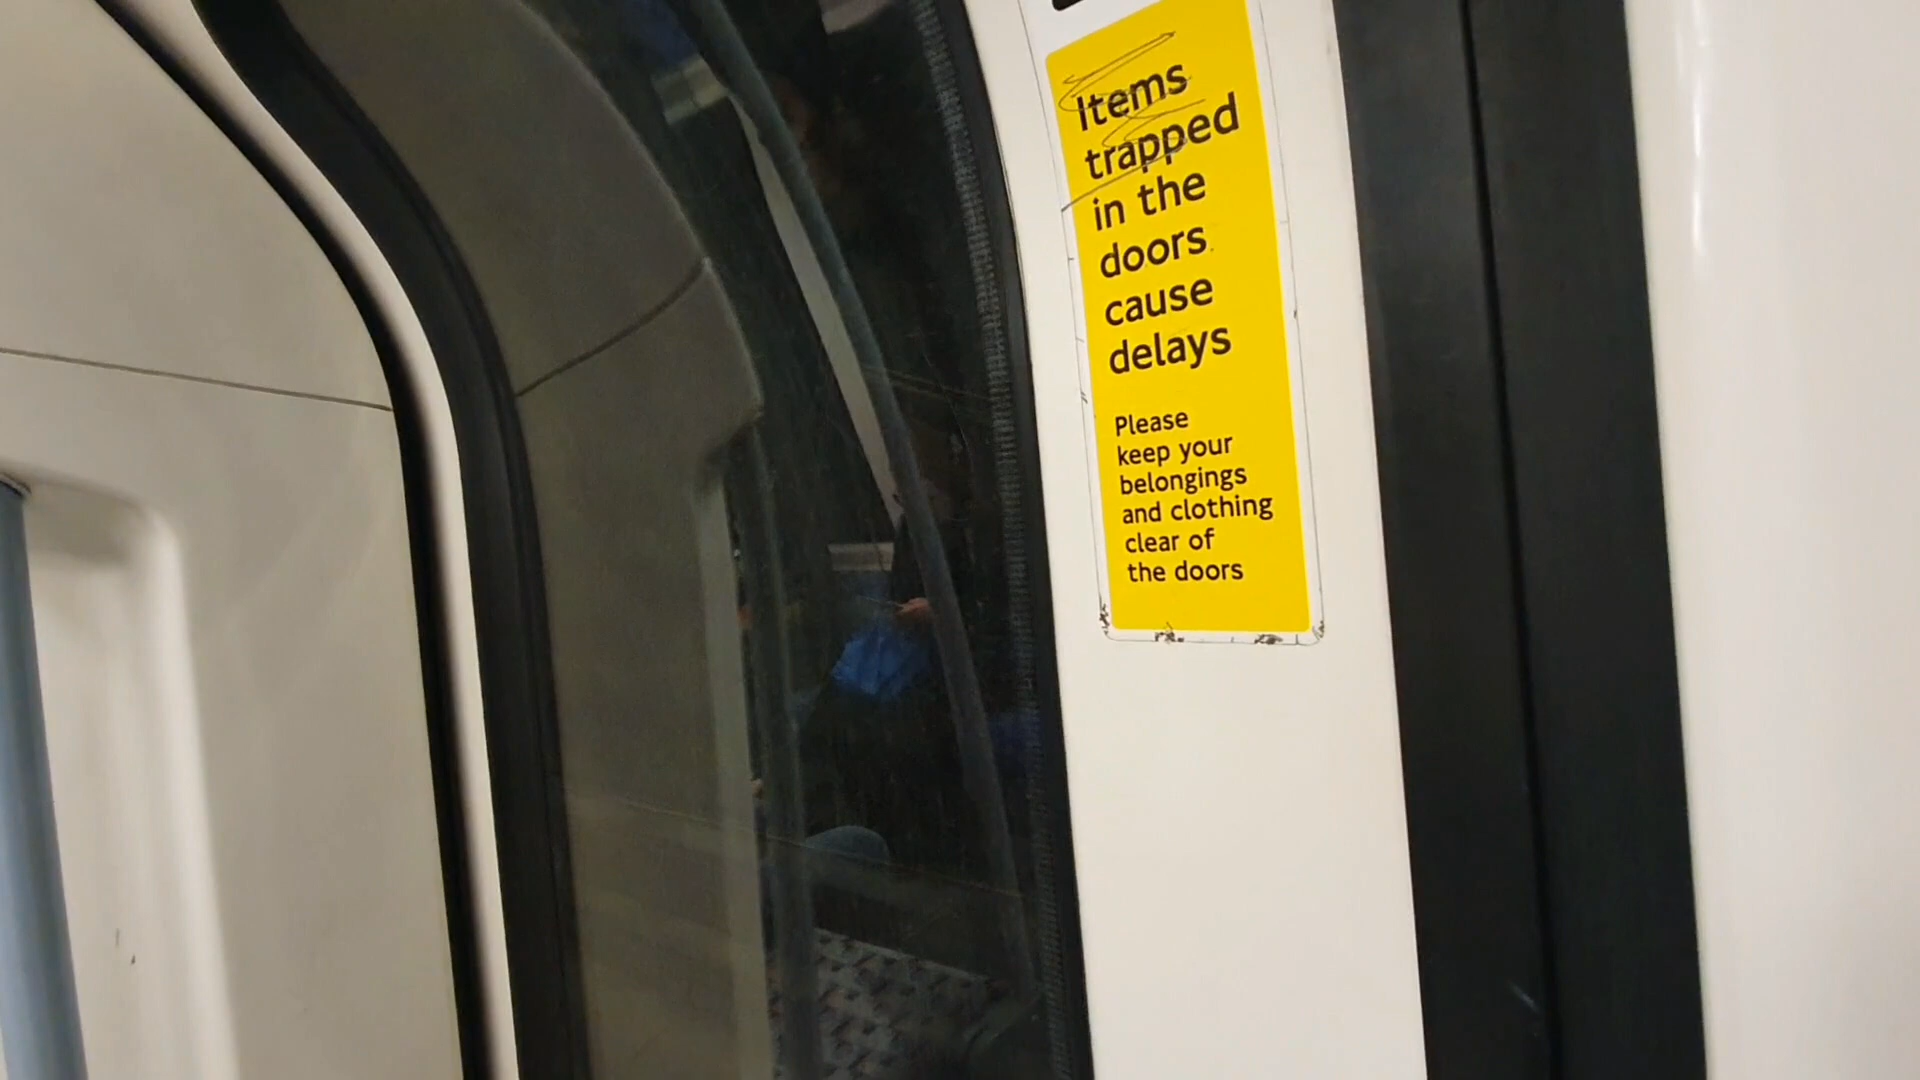 Items
trapped
in the
doors
cause
delays
Please
keep your
belongings
and clothing
clear of
the doors